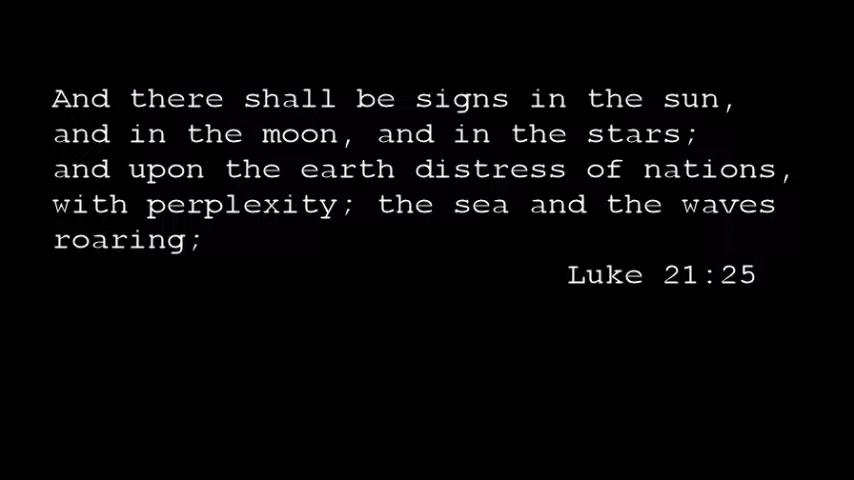 And there shall be signs in the sun,
and in the moon, and in the stars;
and upon the earth distress of nations,
with perplexity; the sea and the waves
roaring;
Luke 21:25